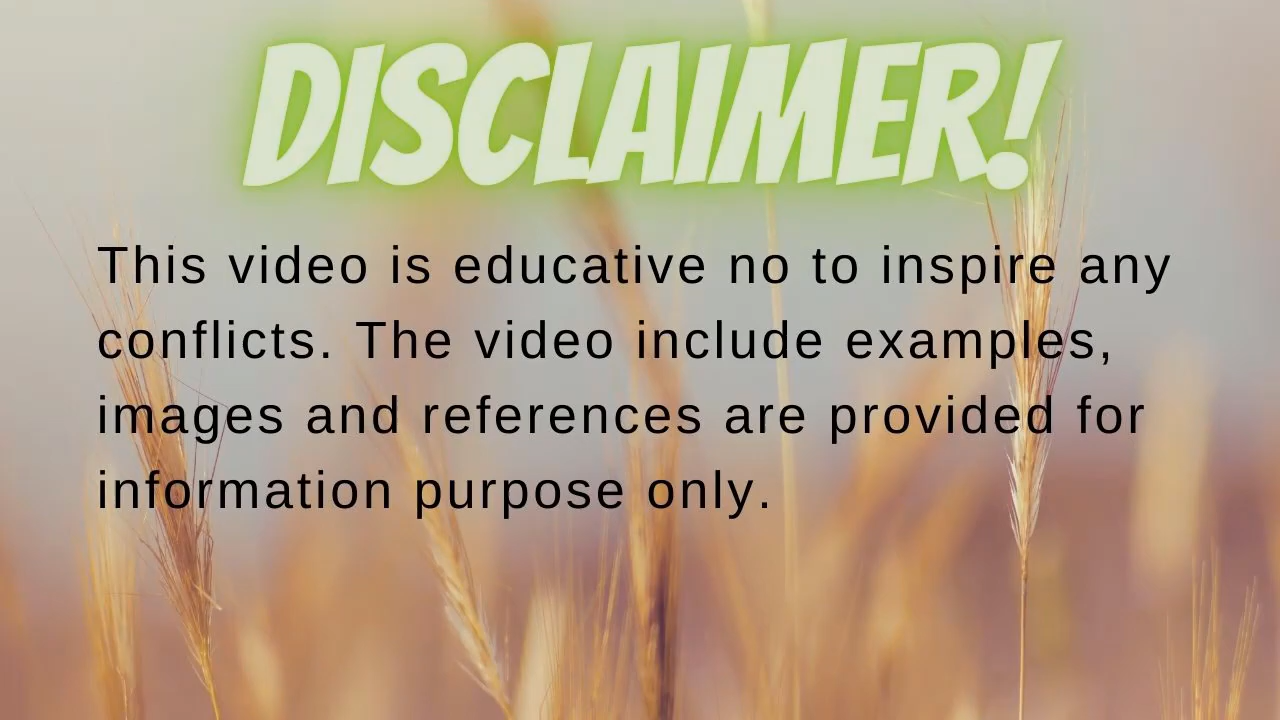 DISCLAIMER!
This video is educative no to inspire any
conflicts. The video include examples,
images and references are provided for
information purpose only.